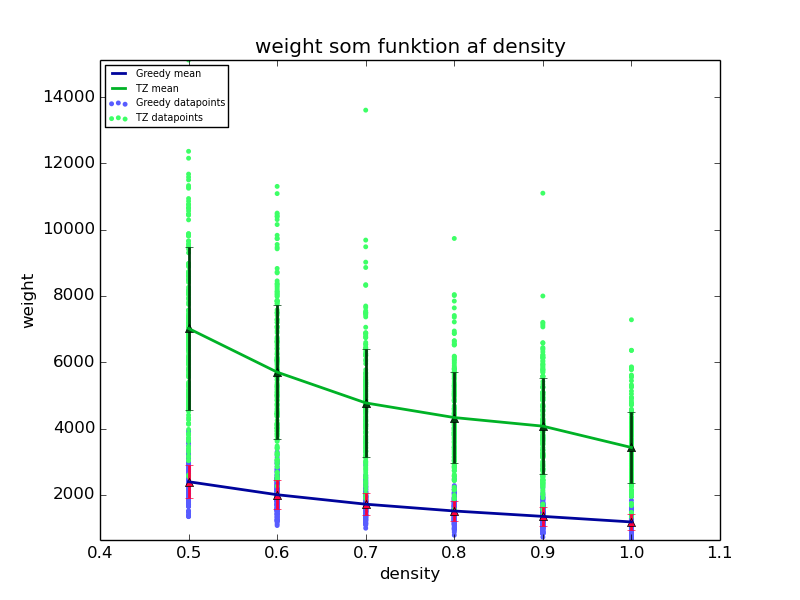 weight som funktion af density
Greedy mean
TZ mean
Greedy datapoints
TZ datapoints
14000
12000
10000
8000
6000
4000
2000
weight
0.4 0.5 0.6 0.7 0.8 0.9 1.0 1.1
density